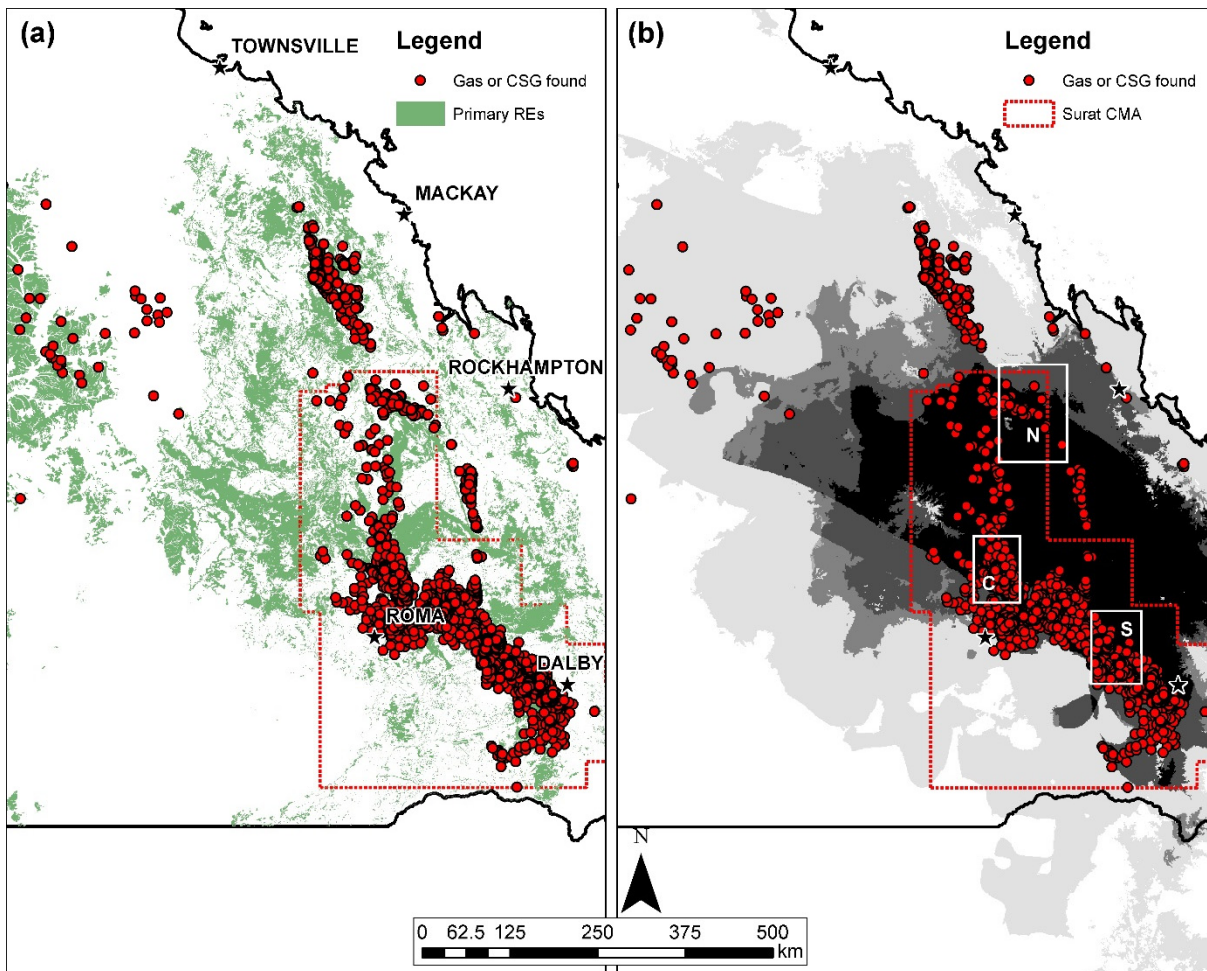 (a)
TOWNSVILLE
Legend
Gas or CSG found
Primary REs
MACKAY
ROCKHAMPTON
ROMA
DALBY
(b)
Legend
Gas or CSG found
Surat CMA
N
C
S
N
0 62.5 125 250 375 500
km